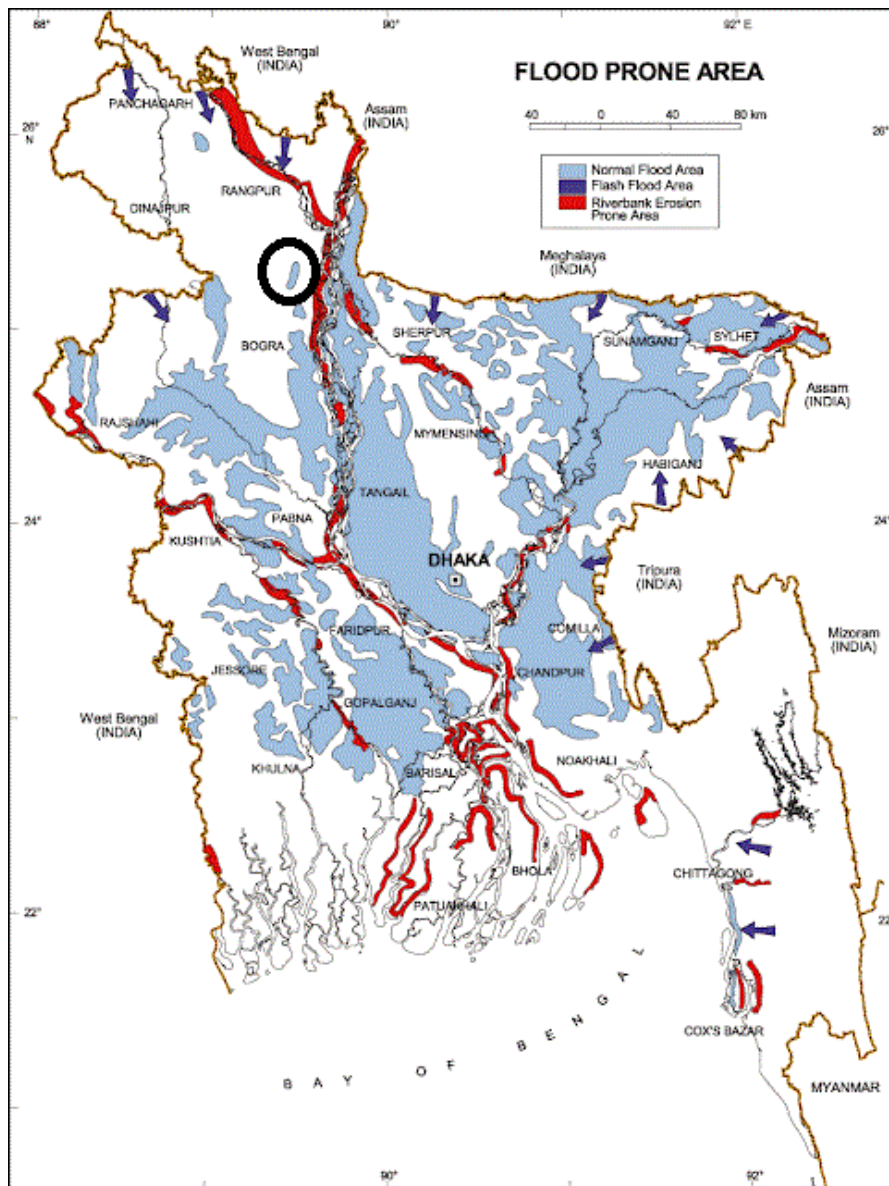 88°
90°
92° E
West Bengal
(INDIA)
FLOOD PRONE AREA
PANCHAGARH
Assam
(INDIA)
40 0 40 80 km
26°
N
26°
Normal Flood Area
Flash Flood Area
Riverbank Erosion
Prone Area
RANGPUR
DINAJPUR
Meghalaya
(INDIA)
SHERPUR
SUNAMGANJ
SYLHET
BOGRA
Assam
(INDIA)
RAJSHAHI
MYMENSING
HABIGANJ
TANGAIL
PABNA
24°
24°
KUSHTIA
DHAKA
Tripura
(INDIA)
FARIDPUR
COMILLA
Mizoram
(INDIA)
JESSORE
CHANDPUR
GOPALGANJ
West Bengal
(INDIA)
NOAKHALI
KHULNA
BARISAL
BHOLA
CHITTAGONG
PATUAKHALI
22°
22
COX'S BAZAR
BAY OF BENGAL
MYANMAR
90°
92°